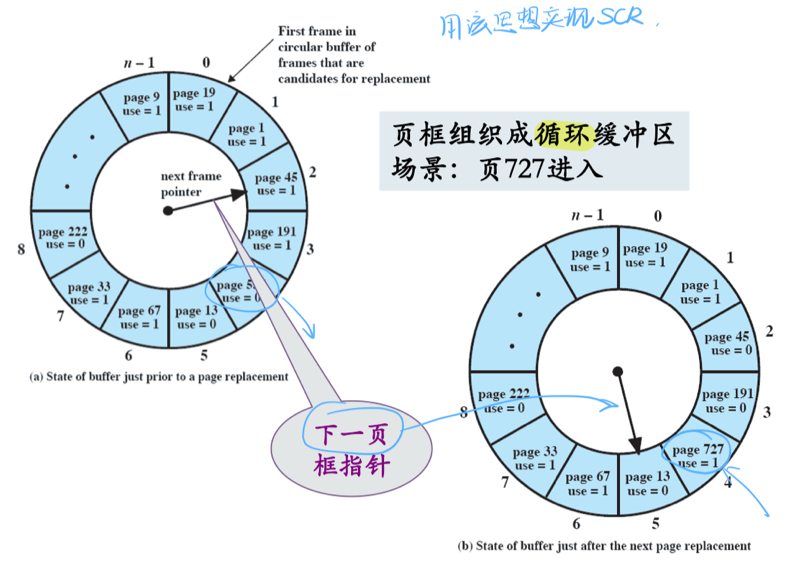 用该思想实现SCR.
First frame in
circular buffer of
frames that are
candidates for replacement
n – 1
0
1
2
3
5
6
7
8
page 9
use = 1
page 19
use = 1
page 1
use = 1
page 45
use = 1
page 191
use = 1
use = 0
page 13
use = 0
page 67
use = 1
page 33
use = 1
page 222
use = 0
next frame
pointer
(a) State of buffer just prior to a page replacement
页框组织成循环缓冲区
场景：页727进入
下一页
框指针
n – 1
0
1
2
3
4
5
6
7
8
page 9
use = 1
page 19
use = 1
page 1
use = 1
page 45
use = 0
page 191
use = 0
page 727
use = 1
page 13
use = 0
page 67
use = 1
page 33
use = 1
page 222
use = 0
(b) State of buffer just after the next page replacement